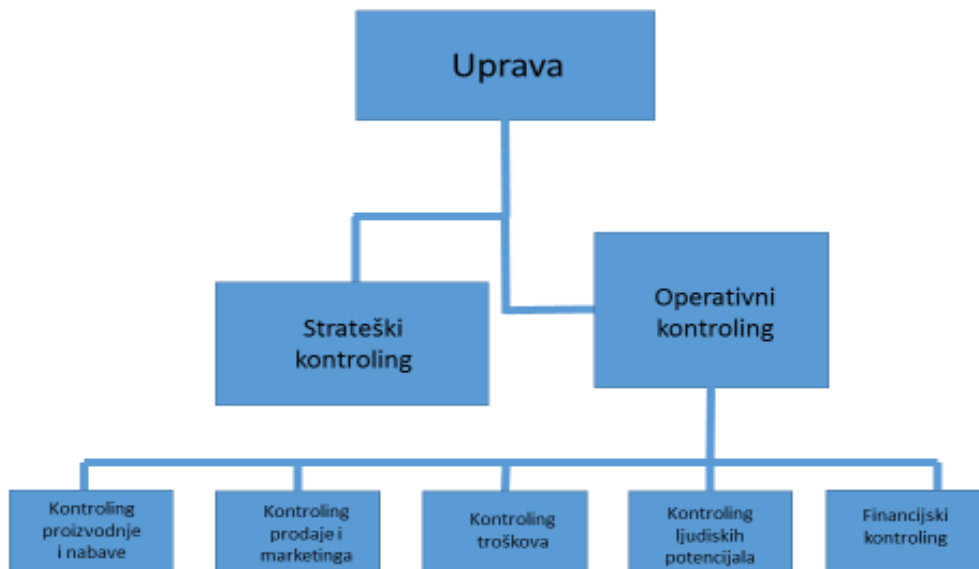 Uprava
Strateški
kontroling
Operativni
kontroling
Kontroling
proizvodnje
i nabave
Kontroling
prodaje i
marketinga
Kontroling
troškova
Kontroling
ljudiskih
potencijala
Financijski
kontroling